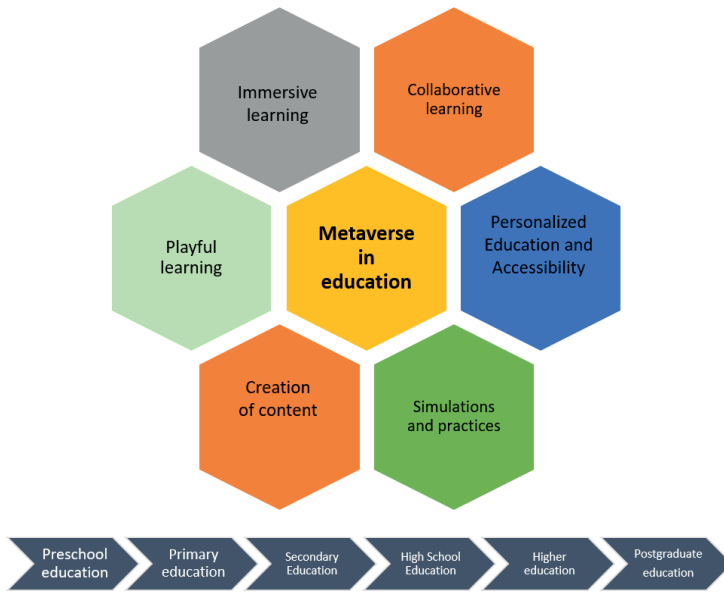 Immersive
learning
Collaborative
learning
Playful
learning
Metaverse
in
education
Personalized
Education and
Accessibility
Creation
of content
Simulations
and practices
Preschool
education
Primary
education
Secondary
Education
High School
Education
Higher
education
Postgraduate
education